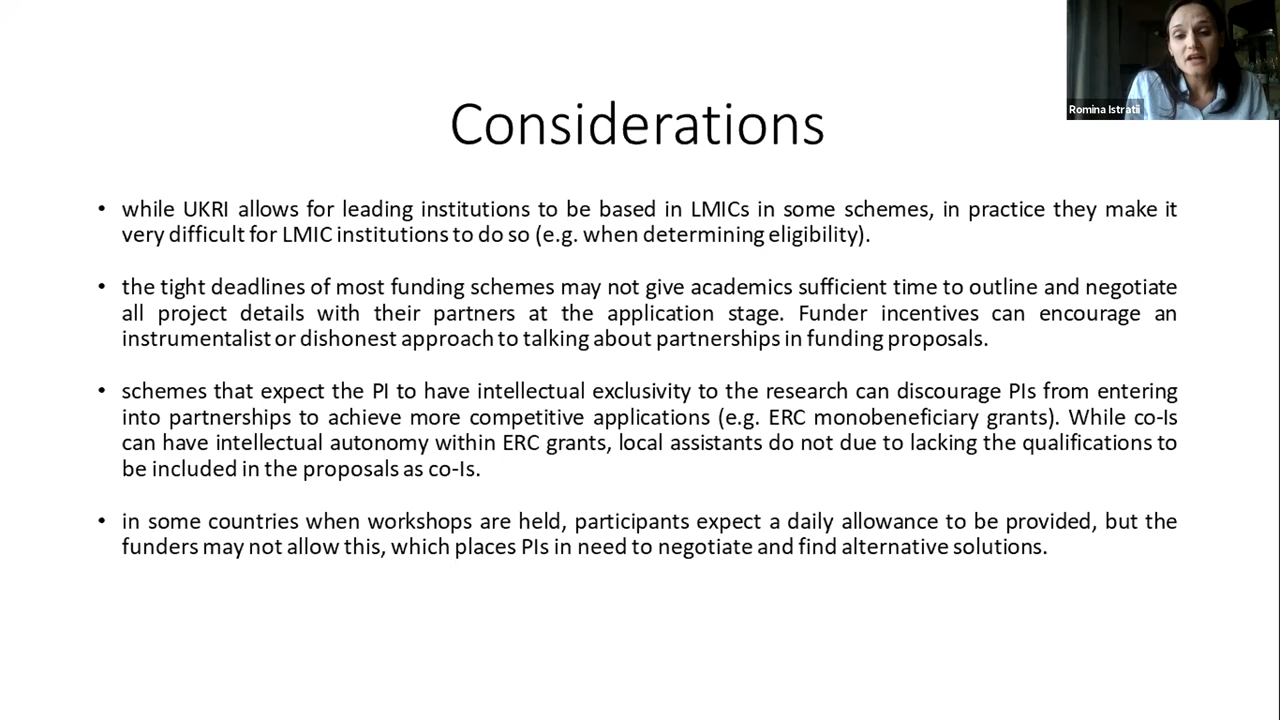 Romina Istratii
Considerations
• while UKRI allows for leading institutions to be based in LMICs in some schemes, in practice they make it
very difficult for LMIC institutions to do so (e.g. when determining eligibility).
• the tight deadlines of most funding schemes may not give academics sufficient time to outline and negotiate
all project details with their partners at the application stage. Funder incentives can encourage an
instrumentalist or dishonest approach to talking about partnerships in funding proposals.
• schemes that expect the PI to have intellectual exclusivity to the research can discourage PIs from entering
into partnerships to achieve more competitive applications (e.g. ERC monobeneficiary grants). While co-Is
can have intellectual autonomy within ERC grants, local assistants do not due to lacking the qualifications to
be included in the proposals as co-Is.
• in some countries when workshops are held, participants expect a daily allowance to be provided, but the
funders may not allow this, which places PIs in need to negotiate and find alternative solutions.